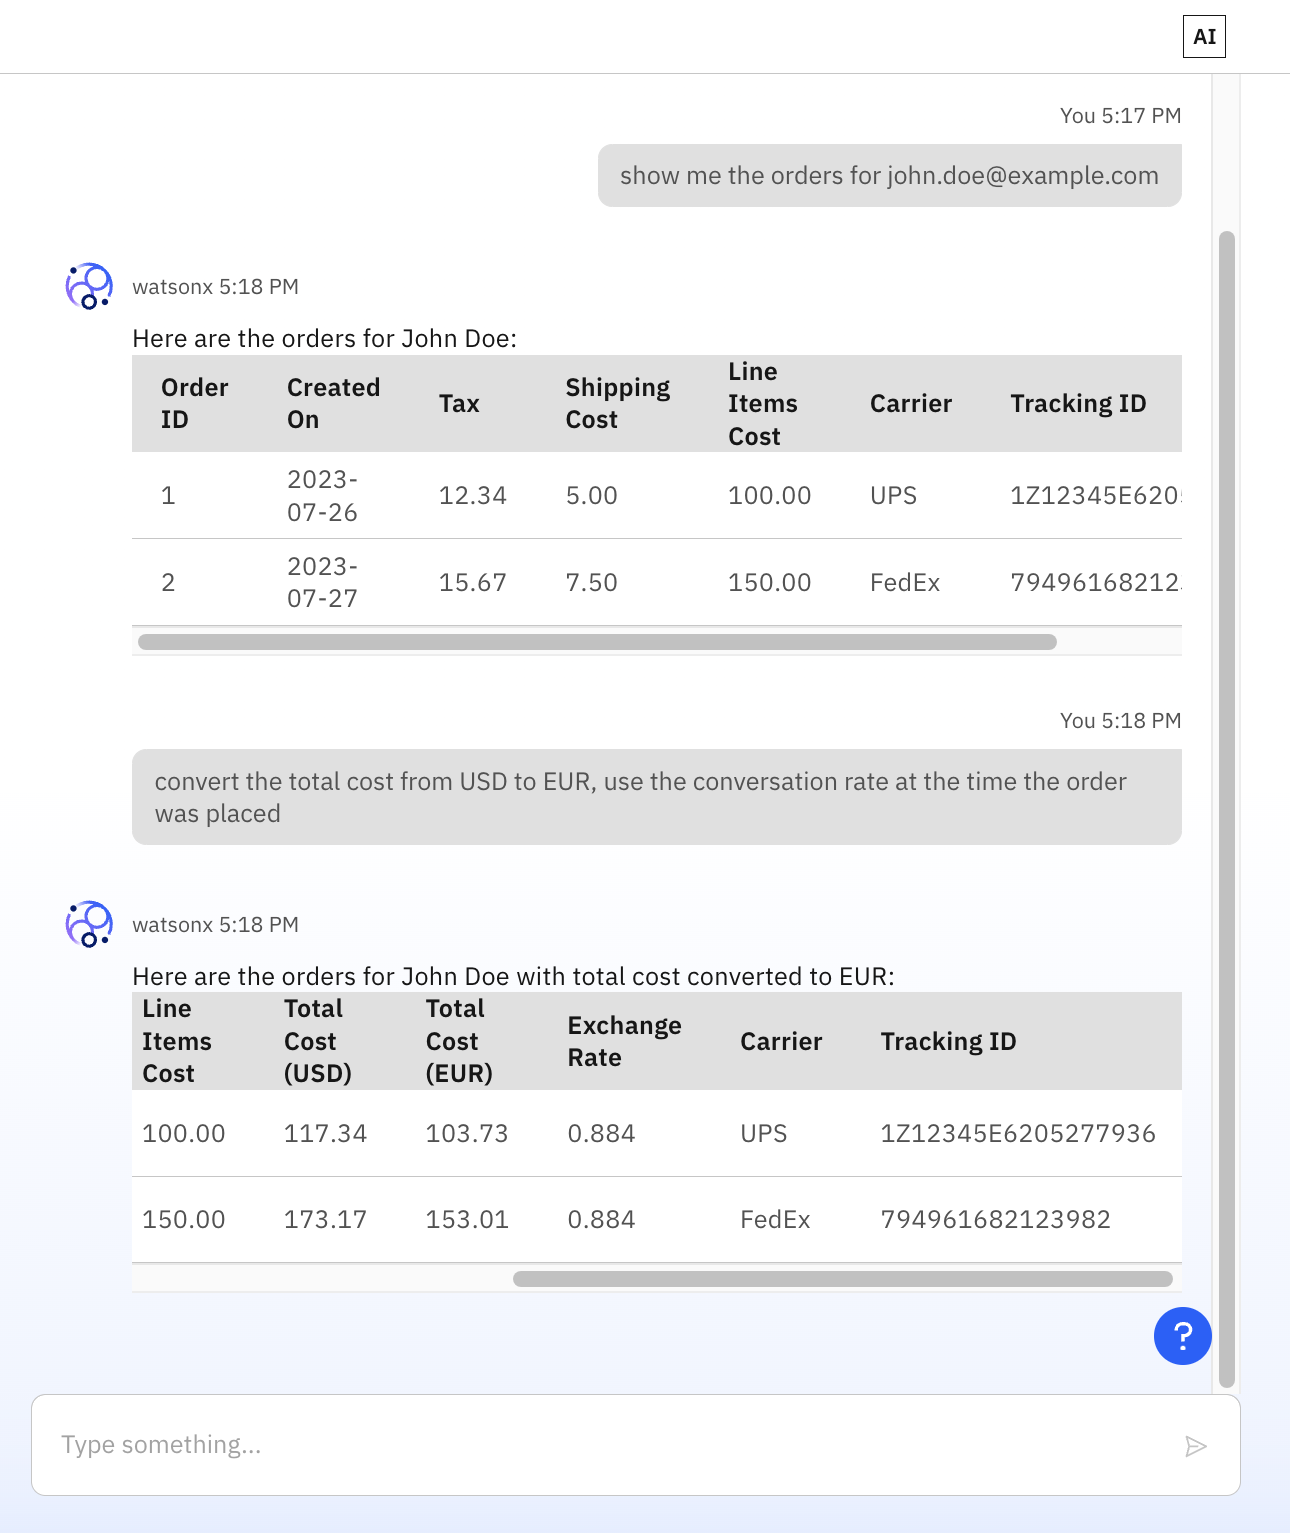 AI
You 5:17 PM
show me the orders for john.doe@example.com
watsonx 5:18 PM
Here are the orders for John Doe:
Order ID Created On Tax Shipping Cost Line Items Cost Carrier Tracking ID
1 2023-07-26 12.34 5.00 100.00 UPS 1Z12345E620
2 2023-07-27 15.67 7.50 150.00 FedEx 79496168212
You 5:18 PM
convert the total cost from USD to EUR, use the conversation rate at the time the order
was placed
watsonx 5:18 PM
Here are the orders for John Doe with total cost converted to EUR:
Line Items Cost Total Cost (USD) Total Cost (EUR) Exchange Rate Carrier Tracking ID
100.00 117.34 103.73 0.884 UPS 1Z12345E6205277936
150.00 173.17 153.01 0.884 FedEx 794961682123982
?
Type something...